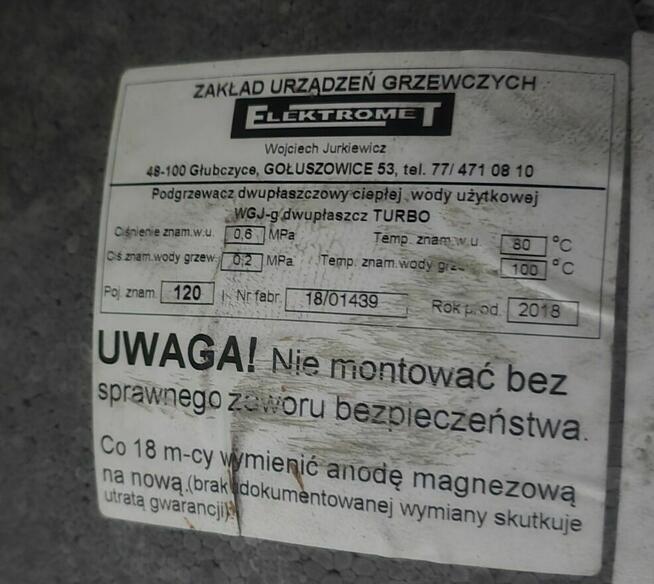 ZAKŁAD URZĄDZEŃ GRZEWCZYCH
ELEKTROMET
Wojciech Jurkiewicz
48-100 Głubczyce, GOŁUSZOWICE 53, tel. 77/ 471 08 10
Podgrzewacz dwupłaszczowy ciepłej wody użytkowej
WGJ-g dwupłaszcz TURBO
Ciśnienie znam.w.u. 0,6 MPa Temp. znam.w.u. 80 °C
Ciś.znam.wody grzew. 0,2 MPa Temp. znam.wody grzew. 100 °C
Poj. znam. 120 l Nr fabr. 18/01439 Rok prod. 2018
UWAGA! Nie montować bez
sprawnego zaworu bezpieczeństwa.
Co 18 m-cy wymienić anodę magnezową
na nową.(brak udokumentowanej wymiany skutkuje
utratą gwarancji).